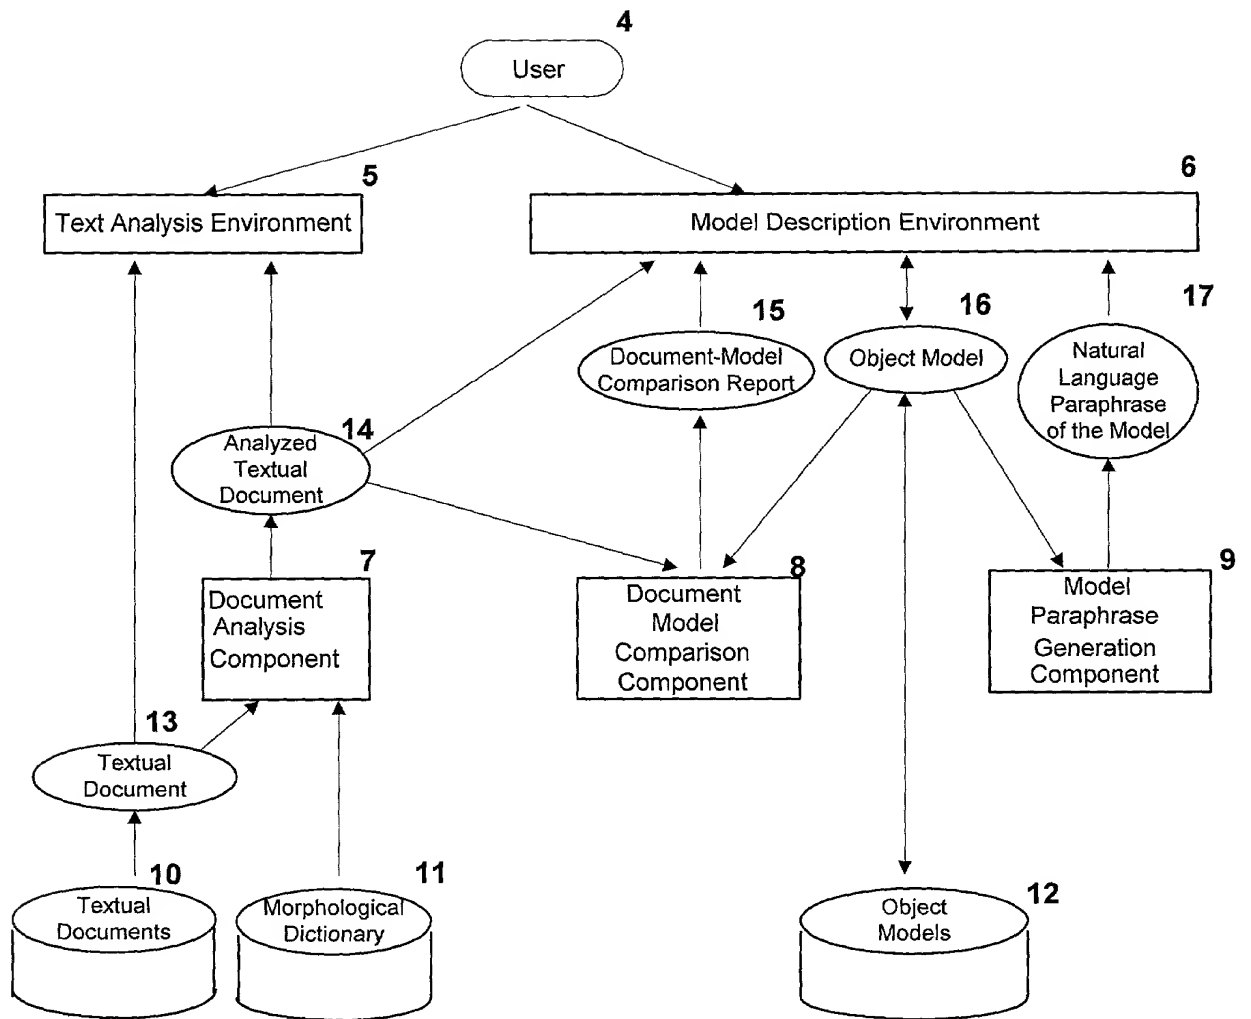 4
User
5
6
Text Analysis Environment
Model Description Environment
15
16
17
Document-Model
Comparison Report
Object Model
Natural
Language
Paraphrase
of the Model
14
Analyzed
Textual
Document
7
8
9
Document
Analysis
Component
Document
Model
Comparison
Component
Model
Paraphrase
Generation
Component
13
Textual
Document
10
11
12
Textual
Documents
Morphological
Dictionary
Object
Models